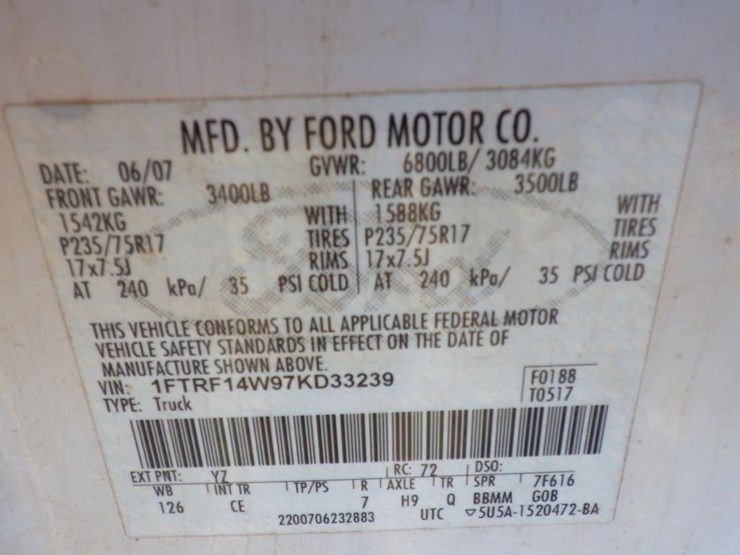 MFD. BY FORD MOTOR CO.
DATE: 06/07 GVWR: 6800LB/ 3084KG
FRONT GAWR: 3400LB REAR GAWR: 3500LB
1542KG WITH 1588KG WITH
P235/75R17 TIRES P235/75R17 TIRES
17x7.5J RIMS 17x7.5J RIMS
AT 240 kPa/ 35 PSI COLD AT 240 kPa/ 35 PSI COLD
THIS VEHICLE CONFORMS TO ALL APPLICABLE FEDERAL MOTOR
VEHICLE SAFETY STANDARDS IN EFFECT ON THE DATE OF
MANUFACTURE SHOWN ABOVE.
VIN: 1FTRF14W97KD33239 F0188
TYPE: Truck T0517
EXT PNT: YZ RC: 72 DSO:
WB INT TR TP/PS R AXLE TR SPR 7F616
126 CE 7 H9 Q BBMM GOB
2200706232883 UTC ▽5U5A-1520472-BA